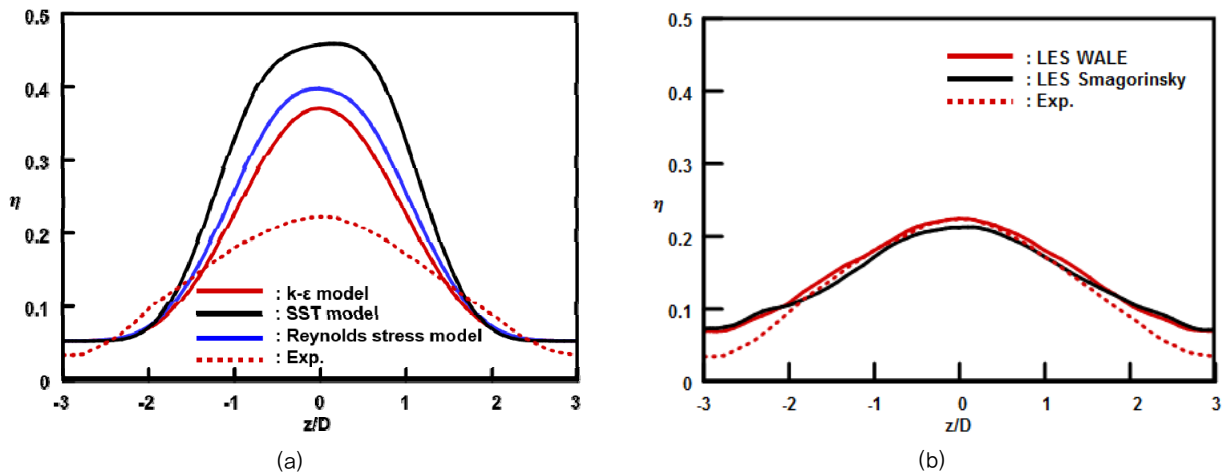 0.5
0.4
0.3
η
0.2
0.1
0
-3
-2
-1
0
1
2
3
z/D
: k-ε model
: SST model
: Reynolds stress model
: Exp.
(a)
0.5
0.4
0.3
η
0.2
0.1
0
-3
-2
-1
0
1
2
3
z/D
: LES WALE
: LES Smagorinsky
: Exp.
(b)